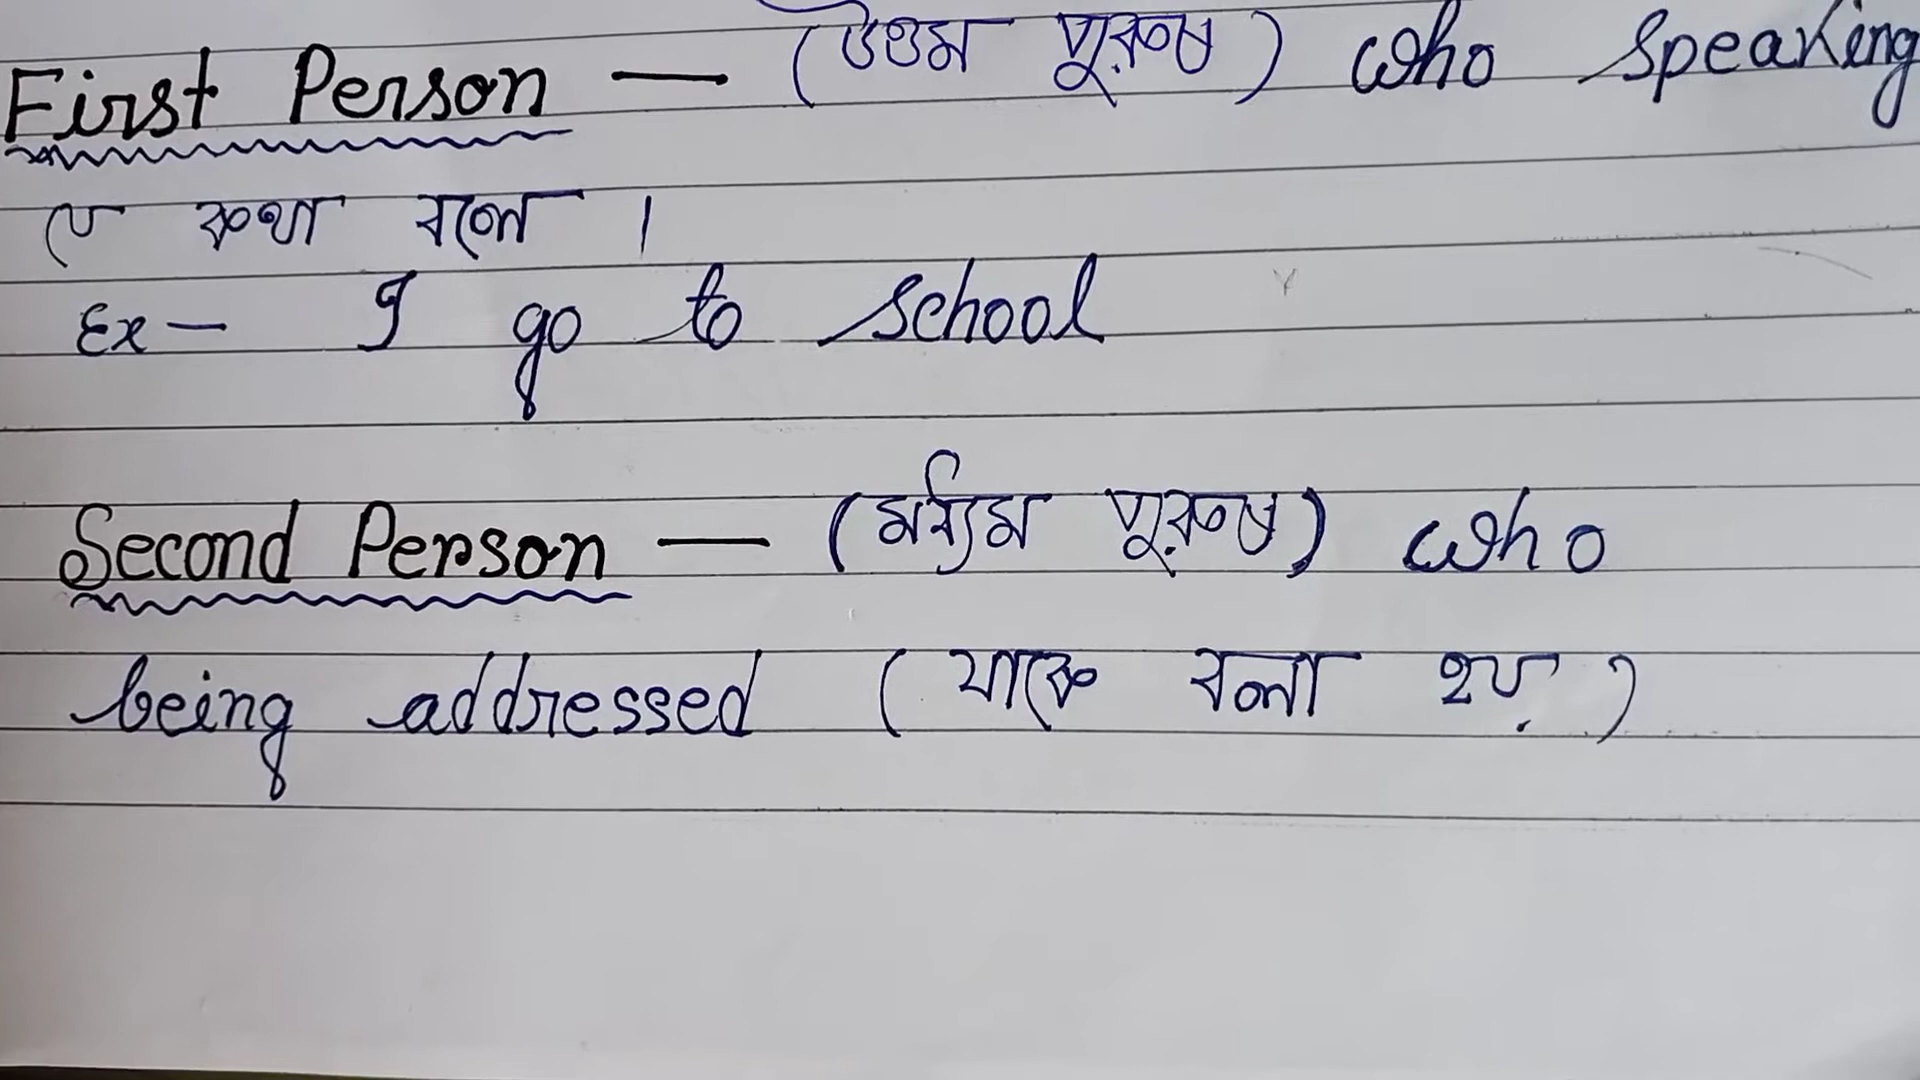 First Person — (উত্তম পুরুষ) who speaking
যে কথা বলে ।
Ex — I go to school
Second Person — (মধ্যম পুরুষ) who
being addressed (যাকে বলা হয়)